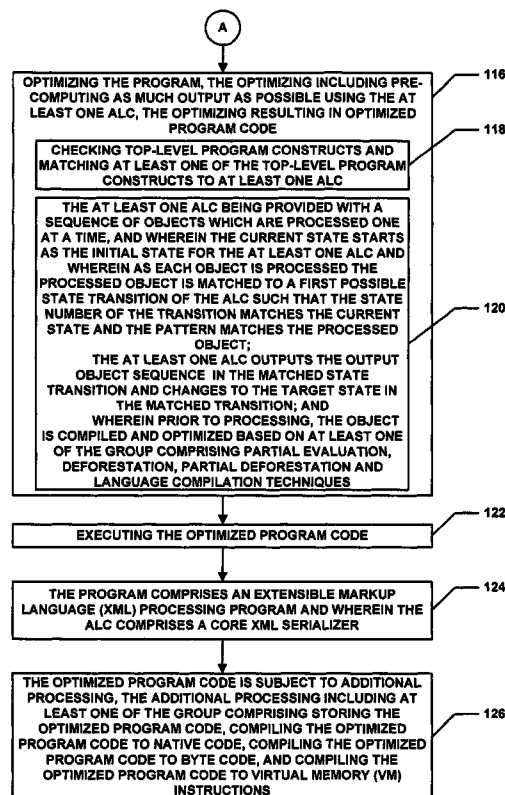 A
OPTIMIZING THE PROGRAM, THE OPTIMIZING INCLUDING PRE-
COMPUTING AS MUCH OUTPUT AS POSSIBLE USING THE AT
LEAST ONE ALC, THE OPTIMIZING RESULTING IN OPTIMIZED
PROGRAM CODE
116
CHECKING TOP-LEVEL PROGRAM CONSTRUCTS AND
MATCHING AT LEAST ONE OF THE TOP-LEVEL PROGRAM
CONSTRUCTS TO AT LEAST ONE ALC
118
THE AT LEAST ONE ALC BEING PROVIDED WITH A
SEQUENCE OF OBJECTS WHICH ARE PROCESSED ONE
AT A TIME, AND WHEREIN THE CURRENT STATE STARTS
AS THE INITIAL STATE FOR THE AT LEAST ONE ALC AND
WHEREIN AS EACH OBJECT IS PROCESSED THE
PROCESSED OBJECT IS MATCHED TO A FIRST POSSIBLE
STATE TRANSITION OF THE ALC SUCH THAT THE STATE
NUMBER OF THE TRANSITION MATCHES THE CURRENT
STATE AND THE PATTERN MATCHES THE PROCESSED
OBJECT;
THE AT LEAST ONE ALC OUTPUTS THE OUTPUT
OBJECT SEQUENCE IN THE MATCHED STATE
TRANSITION AND CHANGES TO THE TARGET STATE IN
THE MATCHED TRANSITION; AND
WHEREIN PRIOR TO PROCESSING, THE OBJECT
IS COMPILED AND OPTIMIZED BASED ON AT LEAST ONE
OF THE GROUP COMPRISING PARTIAL EVALUATION,
DEFORESTATION, PARTIAL DEFORESTATION AND
LANGUAGE COMPILATION TECHNIQUES
120
EXECUTING THE OPTIMIZED PROGRAM CODE
122
THE PROGRAM COMPRISES AN EXTENSIBLE MARKUP
LANGUAGE (XML) PROCESSING PROGRAM AND WHEREIN THE
ALC COMPRISES A CORE XML SERIALIZER
124
THE OPTIMIZED PROGRAM CODE IS SUBJECT TO ADDITIONAL
PROCESSING, THE ADDITIONAL PROCESSING INCLUDING AT
LEAST ONE OF THE GROUP COMPRISING STORING THE
OPTIMIZED PROGRAM CODE, COMPILING THE OPTIMIZED
PROGRAM CODE TO NATIVE CODE, COMPILING THE OPTIMIZED
PROGRAM CODE TO BYTE CODE, AND COMPILING THE
OPTIMIZED PROGRAM CODE TO VIRTUAL MEMORY (VM)
INSTRUCTIONS
126